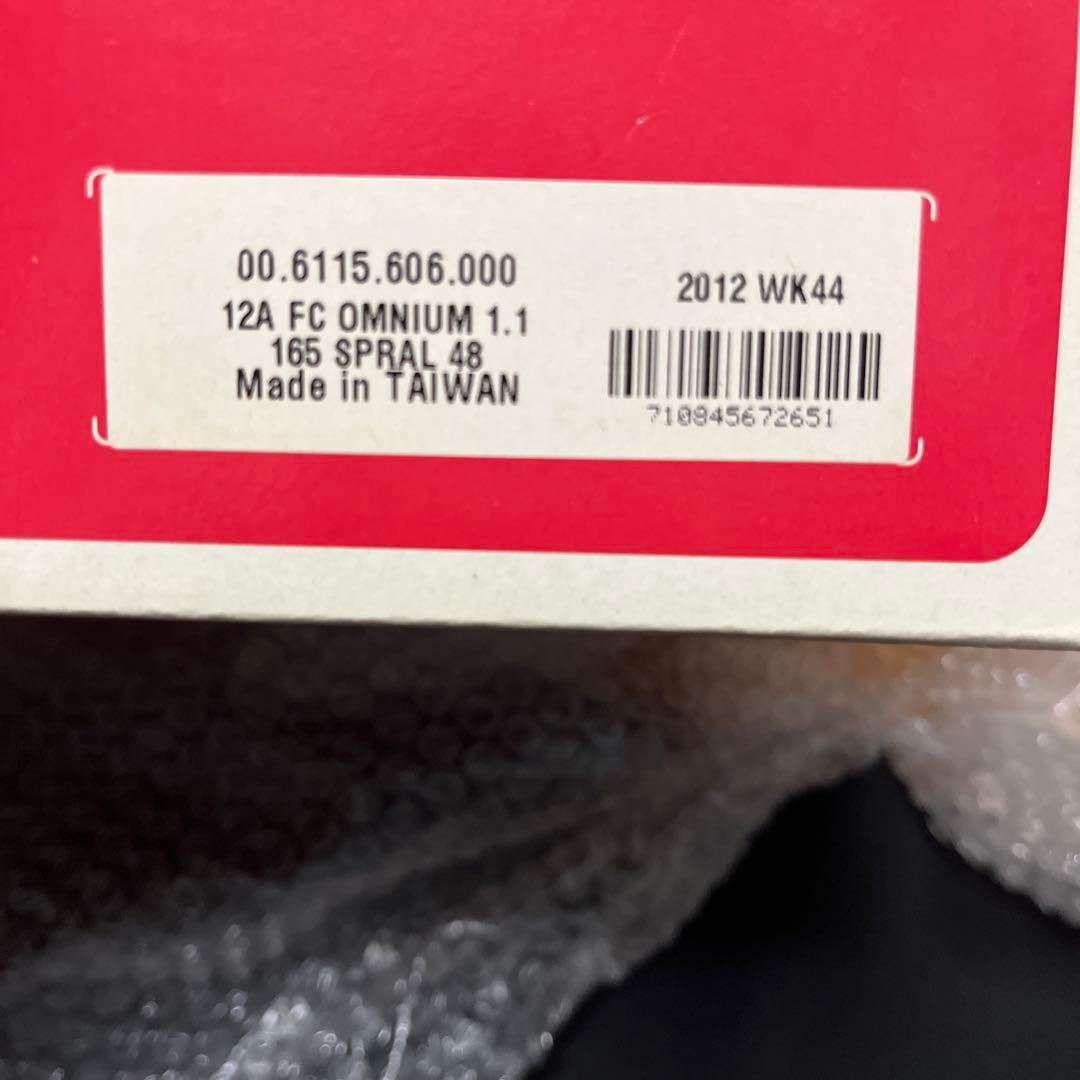 00.6115.606.000
12A FC OMNIUM 1.1
165 SPRAL 48
Made in TAIWAN
2012 WK44
710845672651